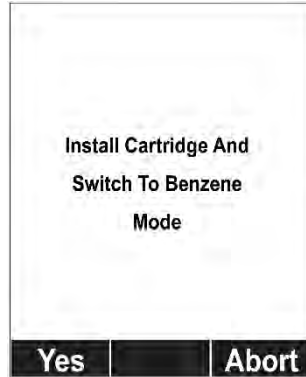 Install Cartridge And
Switch To Benzene
Mode
Yes Abort